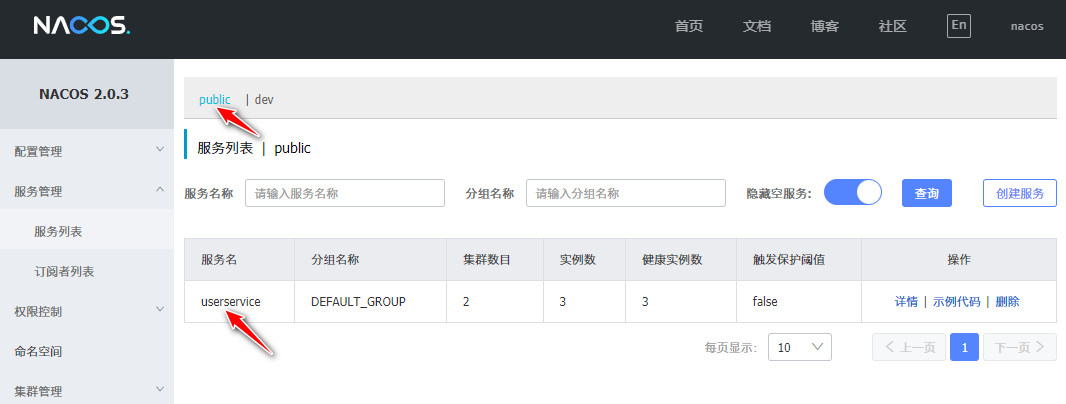 NACOS.
首页 文档 博客 社区 En nacos
NACOS 2.0.3
配置管理
服务管理
服务列表
订阅者列表
权限控制
命名空间
集群管理
public | dev
服务列表 | public
服务名称 请输入服务名称 分组名称 请输入分组名称 隐藏空服务: 查询 创建服务
服务名 分组名称 集群数目 实例数 健康实例数 触发保护阈值 操作
userservice DEFAULT_GROUP 2 3 3 false 详情 | 示例代码 | 删除
每页显示: 10 上一页 1 下一页